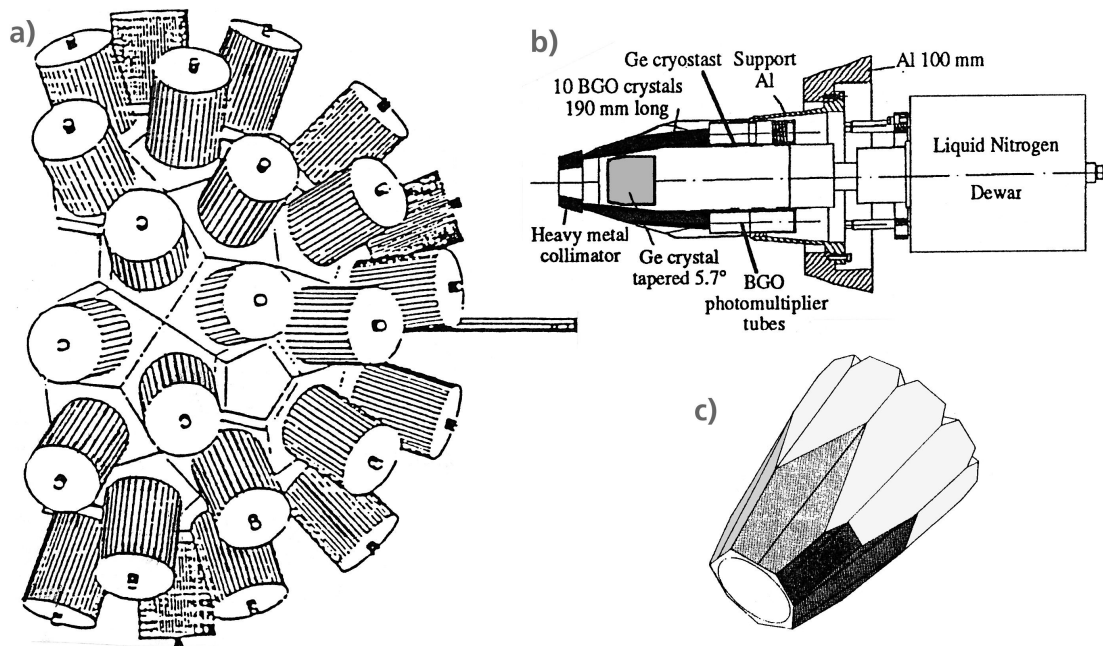 a)
b)
Ge cryostast
Support
Al
Al 100 mm
10 BGO crystals
190 mm long
Liquid Nitrogen
Dewar
Heavy metal
collimator
Ge crystal
tapered 5.7°
BGO
photomultiplier
tubes
c)